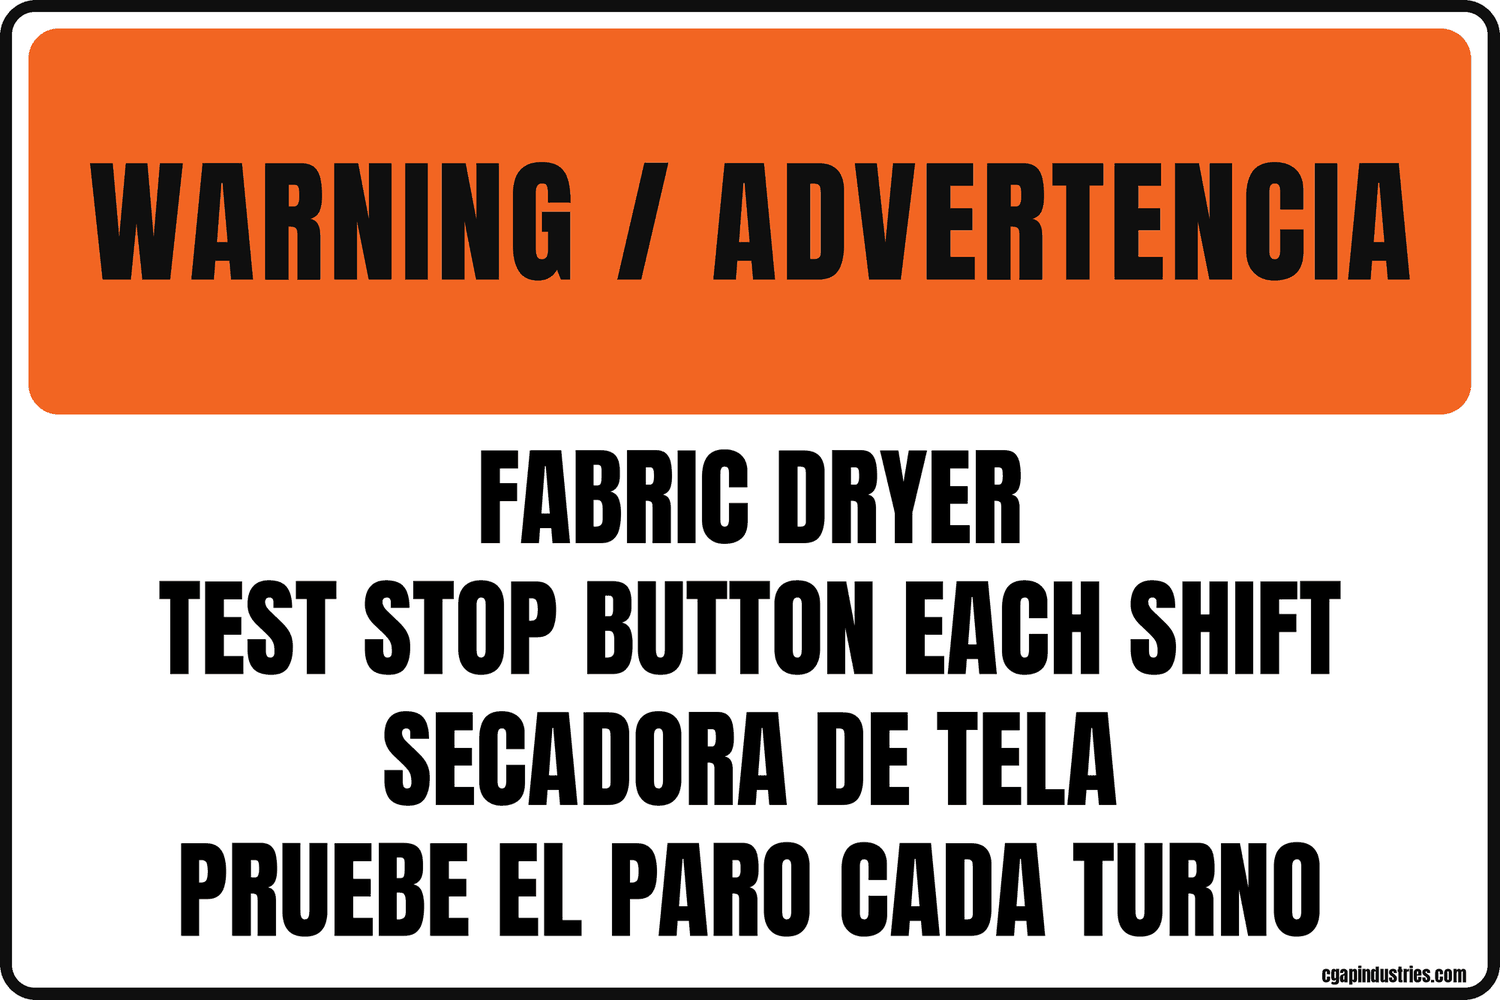 WARNING / ADVERTENCIA
FABRIC DRYER
TEST STOP BUTTON EACH SHIFT
SECADORA DE TELA
PRUEBE EL PARO CADA TURNO
cgapindustries.com